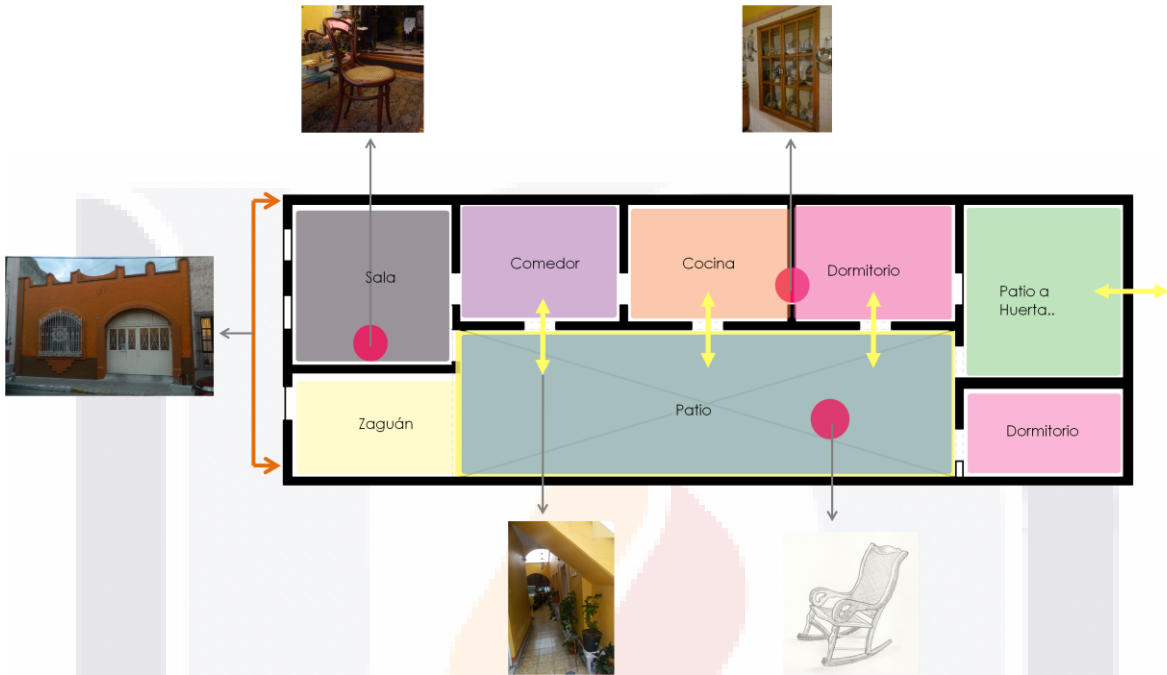 Sala
Comedor
Cocina
Dormitorio
Patio a
Huerta..
Zaguán
Patio
Dormitorio